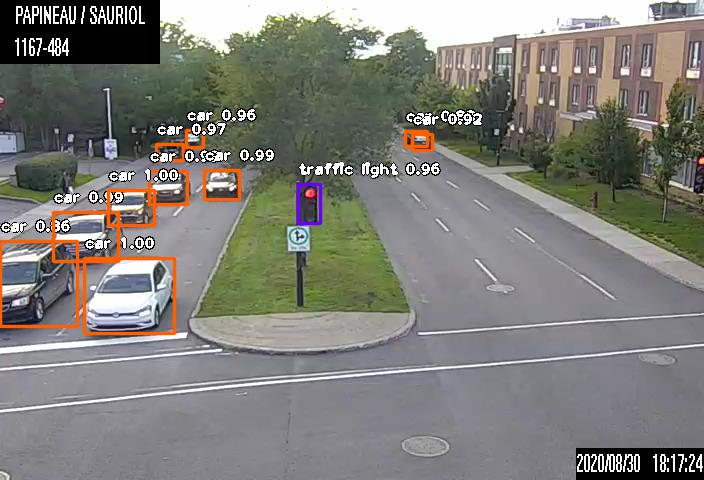 PAPINEAU / SAURIOL
1167-484
car 0.96
car 0.97
car 0.92
car 0.99
traffic light 0.96
car 1.00
car 0.99
car 0.86
car 1.00
2020/08/30 18:17:24